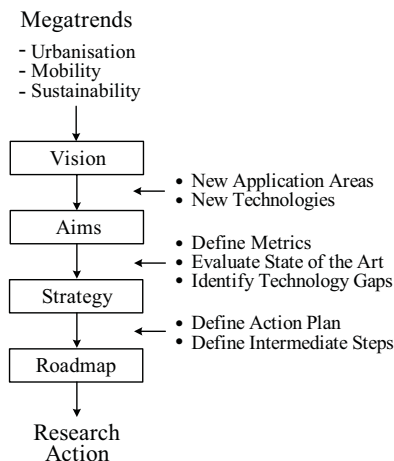 Megatrends
- Urbanisation
- Mobility
- Sustainability
Vision
• New Application Areas
• New Technologies
Aims
• Define Metrics
• Evaluate State of the Art
• Identify Technology Gaps
Strategy
• Define Action Plan
• Define Intermediate Steps
Roadmap
Research
Action